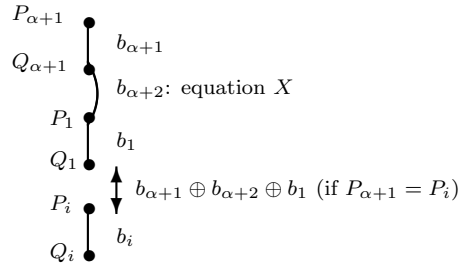 P_{α+1}
b_{α+1}
Q_{α+1}
b_{α+2}: equation X
P_1
b_1
Q_1
b_{α+1} ⊕ b_{α+2} ⊕ b_1 (if P_{α+1} = P_i)
P_i
b_i
Q_i